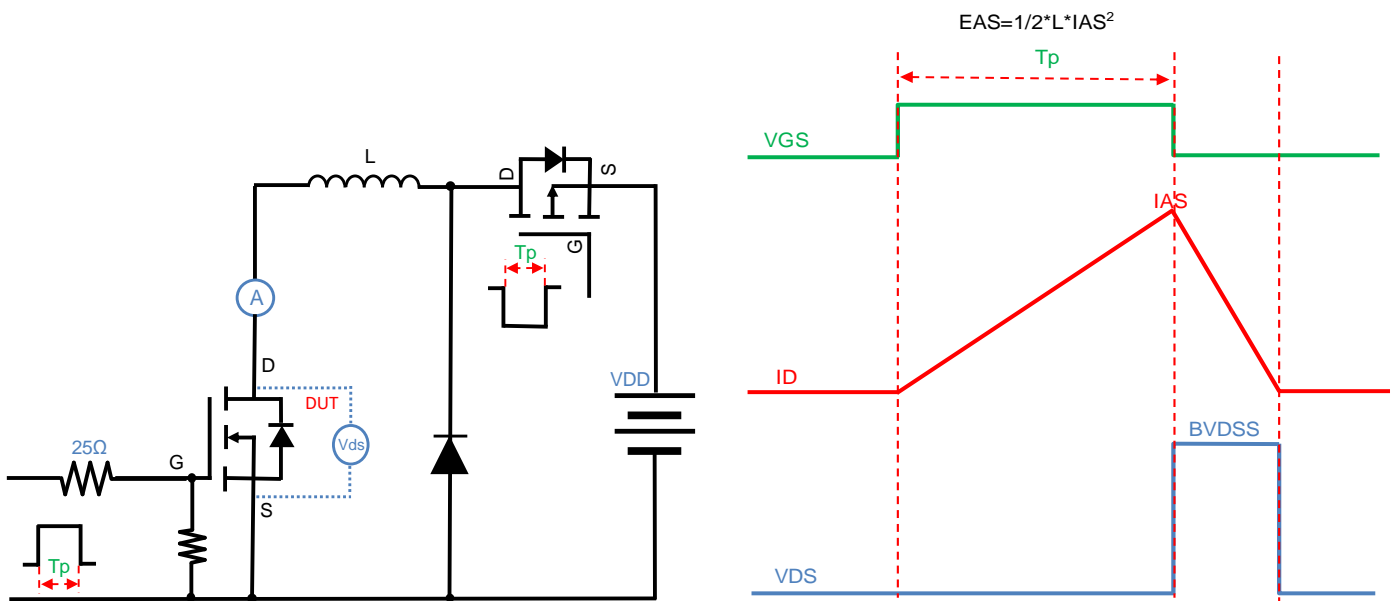 EAS=1/2*L*IAS²
Tp
VGS
L
D
S
G
Tp
IAS
A
D
VDD
ID
DUT
Vds
25Ω
G
S
BVDSS
Tp
VDS